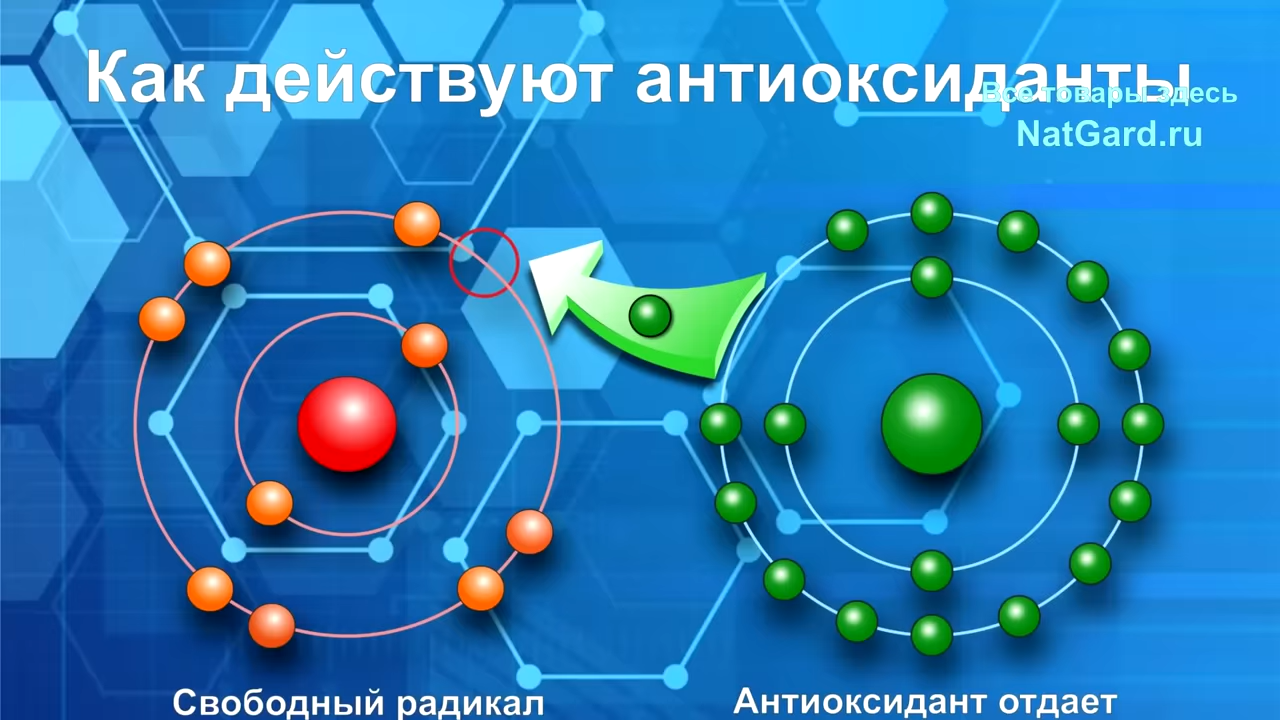 Как действуют антиоксиданты
Все товары здесь
NatGard.ru
Свободный радикал
Антиоксидант отдает